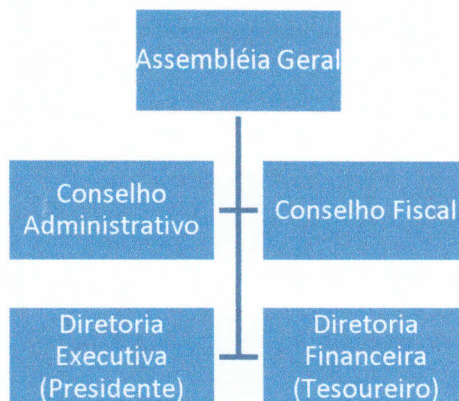 Assembléia Geral
Conselho
Administrativo
Conselho Fiscal
Diretoria
Executiva
(Presidente)
Diretoria
Financeira
(Tesoureiro)